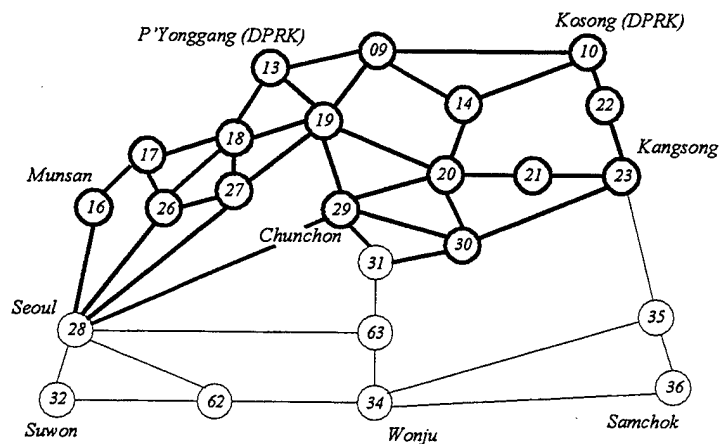 Kosong (DPRK)
P'Yonggang (DPRK)
09
10
13
14
22
19
18
17
Kangsong
Munsan
20
21
23
27
16
26
29
Chunchon
30
31
Seoul
28
63
35
32
62
34
36
Suwon
Wonju
Samchok